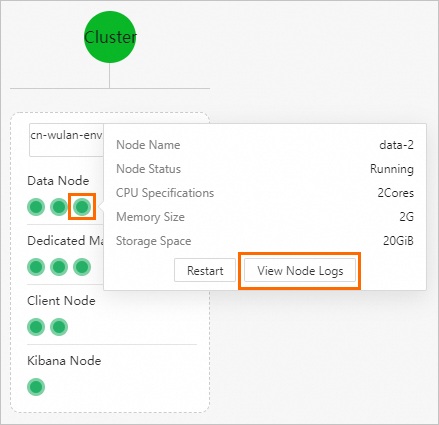 Cluster
cn-wulan-env
Node Name data-2
Node Status Running
CPU Specifications 2Cores
Memory Size 2G
Storage Space 20GiB
Restart View Node Logs
Data Node
Dedicated Ma
Client Node
Kibana Node